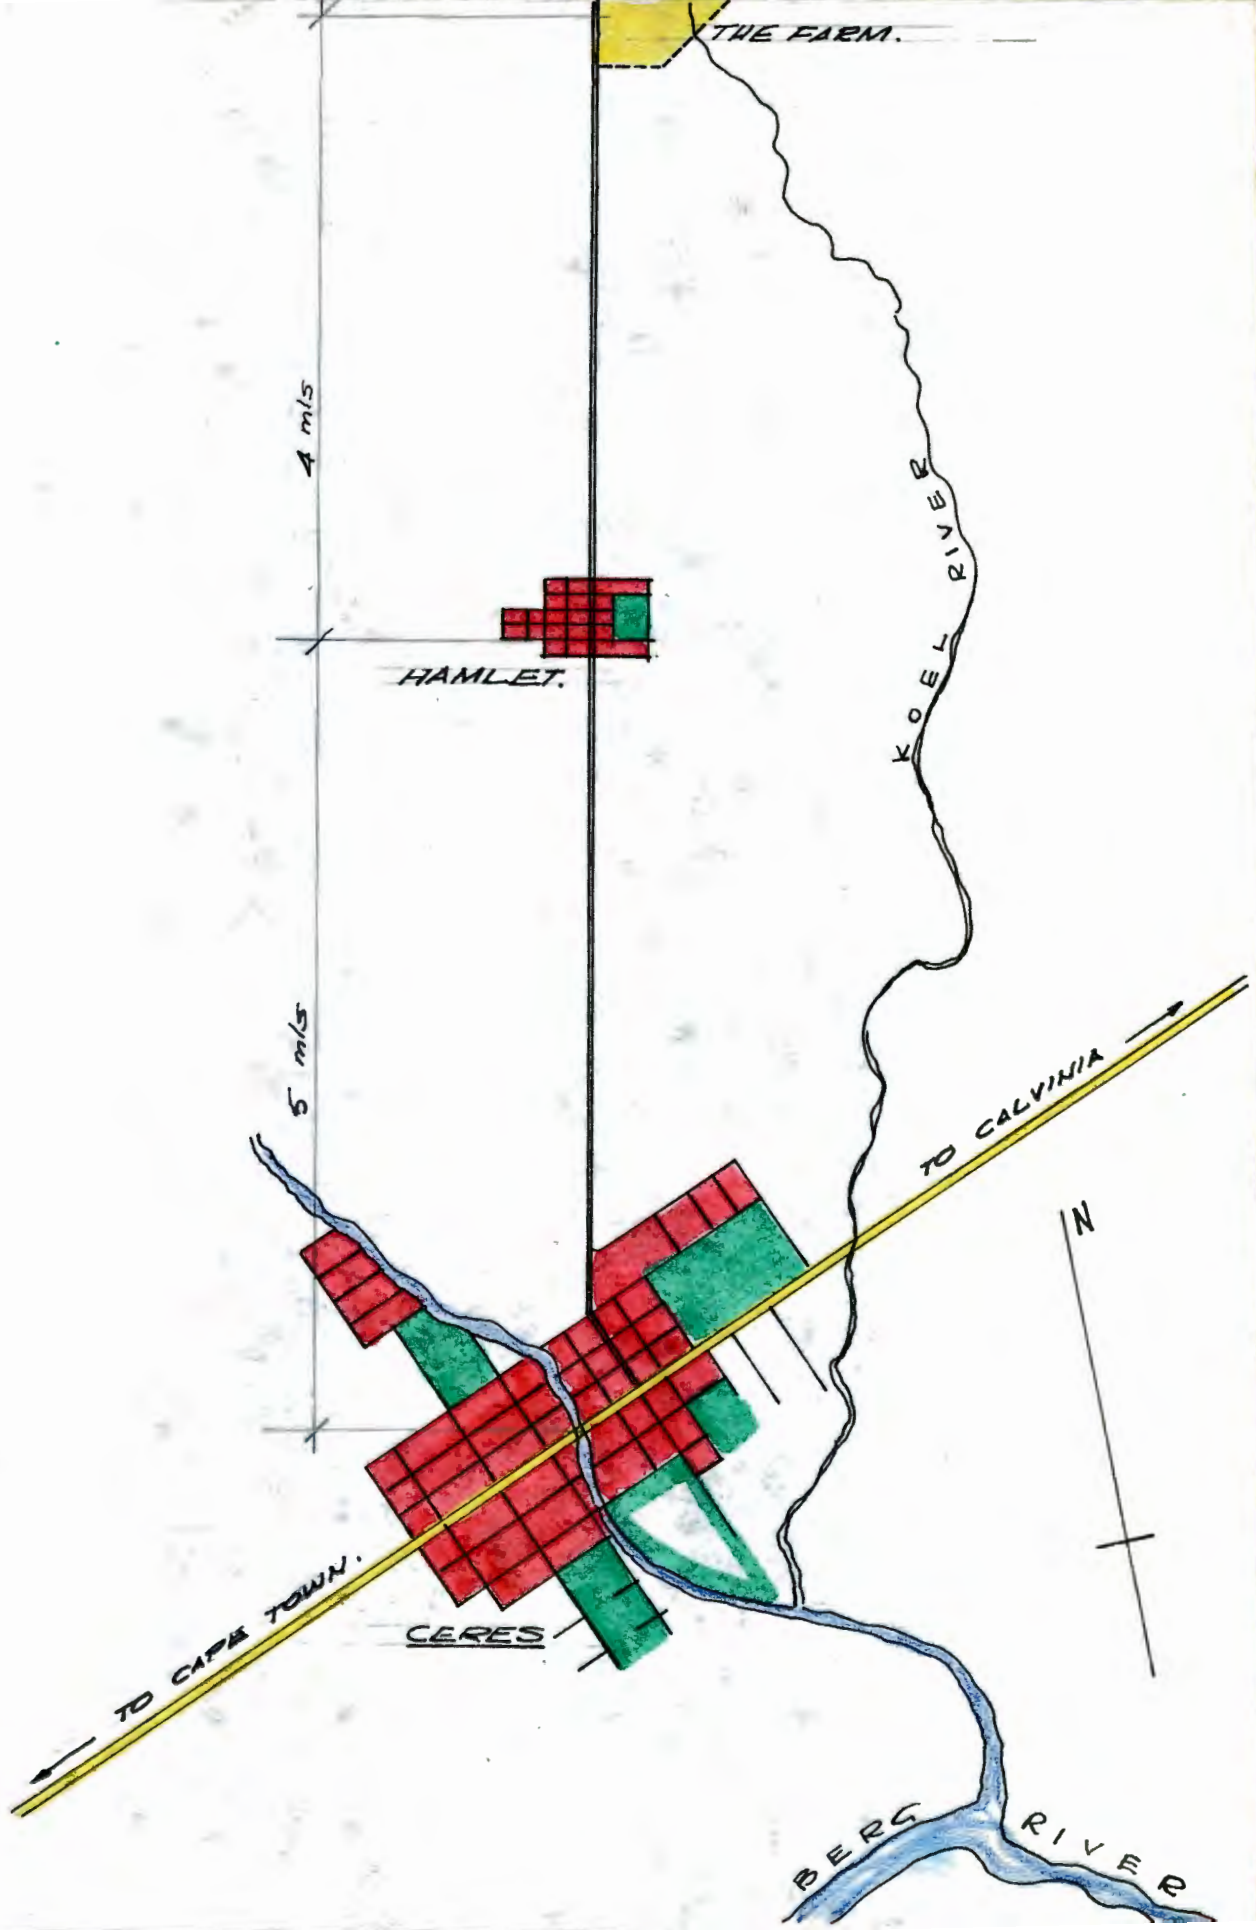 THE FARM.
4 mls
KOEL RIVER
HAMLET.
5 mls
TO CALVINIA
N
TO CAPE TOWN.
CERES
BERG RIVER